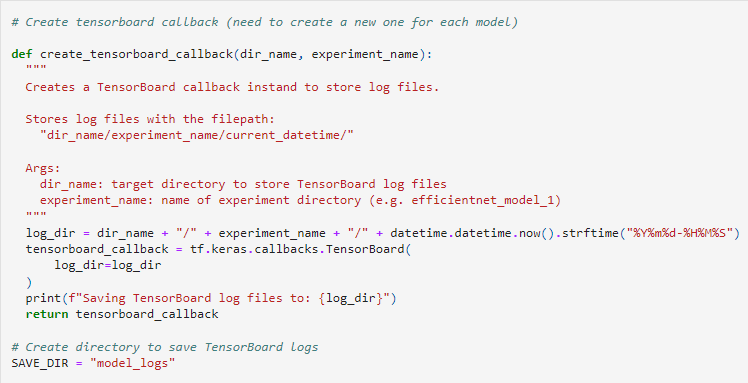 # Create tensorboard callback (need to create a new one for each model)
def create_tensorboard_callback(dir_name, experiment_name):
"""
Creates a TensorBoard callback instand to store log files.
Stores log files with the filepath:
"dir_name/experiment_name/current_datetime/"
Args:
dir_name: target directory to store TensorBoard log files
experiment_name: name of experiment directory (e.g. efficientnet_model_1)
"""
log_dir = dir_name + "/" + experiment_name + "/" + datetime.datetime.now().strftime("%Y%m%d-%H%M%S")
tensorboard_callback = tf.keras.callbacks.TensorBoard(
log_dir=log_dir
)
print(f"Saving TensorBoard log files to: {log_dir}")
return tensorboard_callback
# Create directory to save TensorBoard logs
SAVE_DIR = "model_logs"